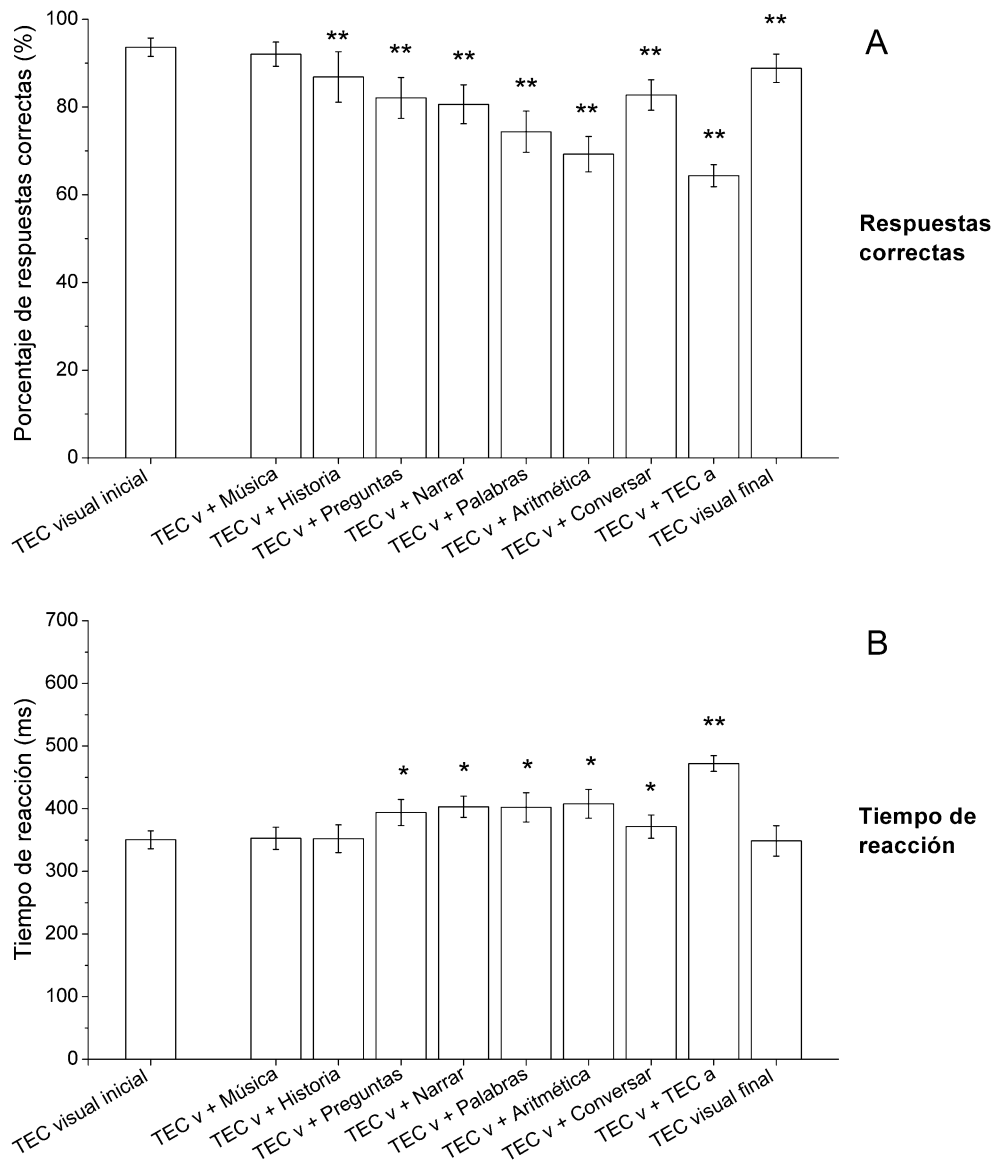 A
Porcentaje de respuestas correctas (%)
100
80
60
40
20
0
**
**
**
**
**
**
**
**
Respuestas
correctas
TEC visual inicial
TEC v + Música
TEC v + Historia
TEC v + Preguntas
TEC v + Narrar
TEC v + Palabras
TEC v + Aritmética
TEC v + Conversar
TEC v + TEC a
TEC visual final
B
Tiempo de reacción (ms)
700
600
500
400
300
200
100
0
*
*
*
*
*
**
Tiempo de
reacción
TEC visual inicial
TEC v + Música
TEC v + Historia
TEC v + Preguntas
TEC v + Narrar
TEC v + Palabras
TEC v + Aritmética
TEC v + Conversar
TEC v + TEC a
TEC visual final